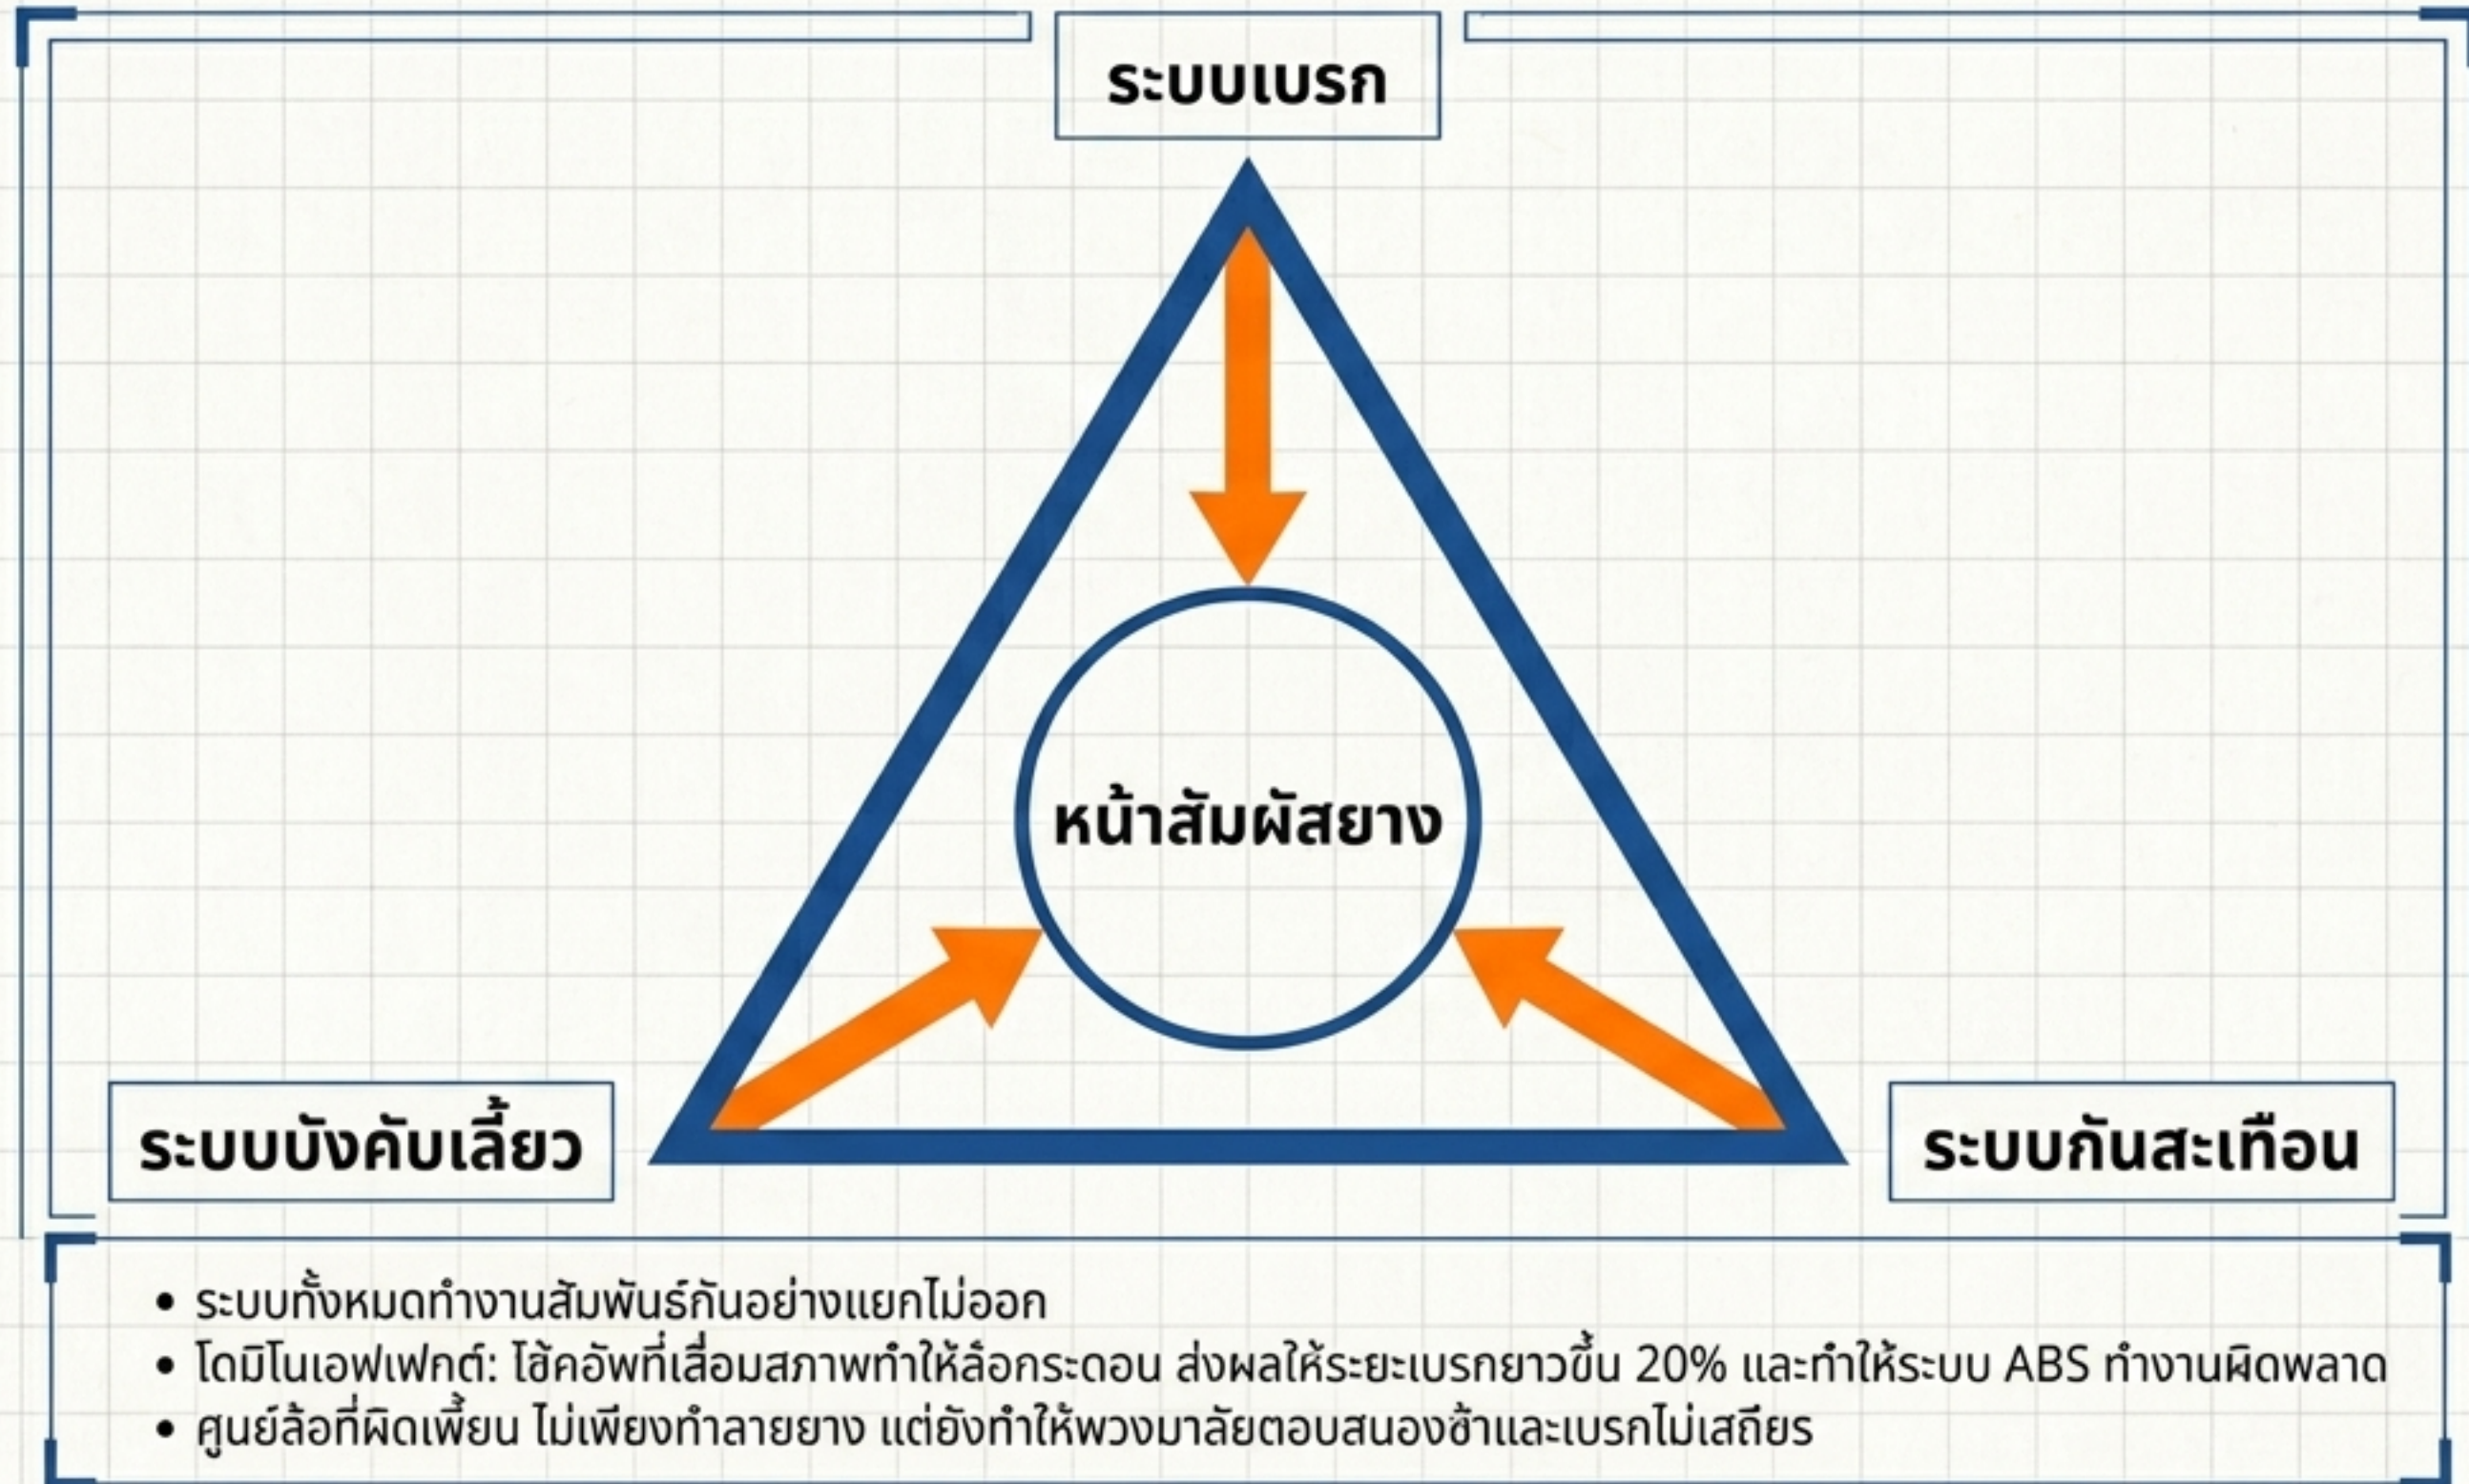 ระบบเบรก
หน้าสัมผัสยาง
ระบบบังคับเลี้ยว
ระบบกันสะเทือน
• ระบบทั้งหมดทำงานสัมพันธ์กันอย่างแยกไม่ออก
• โดมิโนเอฟเฟกต์: โช้คอัพที่เสื่อมสภาพทำให้ล้อกระดอน ส่งผลให้ระยะเบรกยาวขึ้น 20% และทำให้ระบบ ABS ทำงานผิดพลาด
• ศูนย์ล้อที่ผิดเพี้ยน ไม่เพียงทำลายยาง แต่ยังทำให้พวงมาลัยตอบสนองช้าและเบรกไม่เสถียร